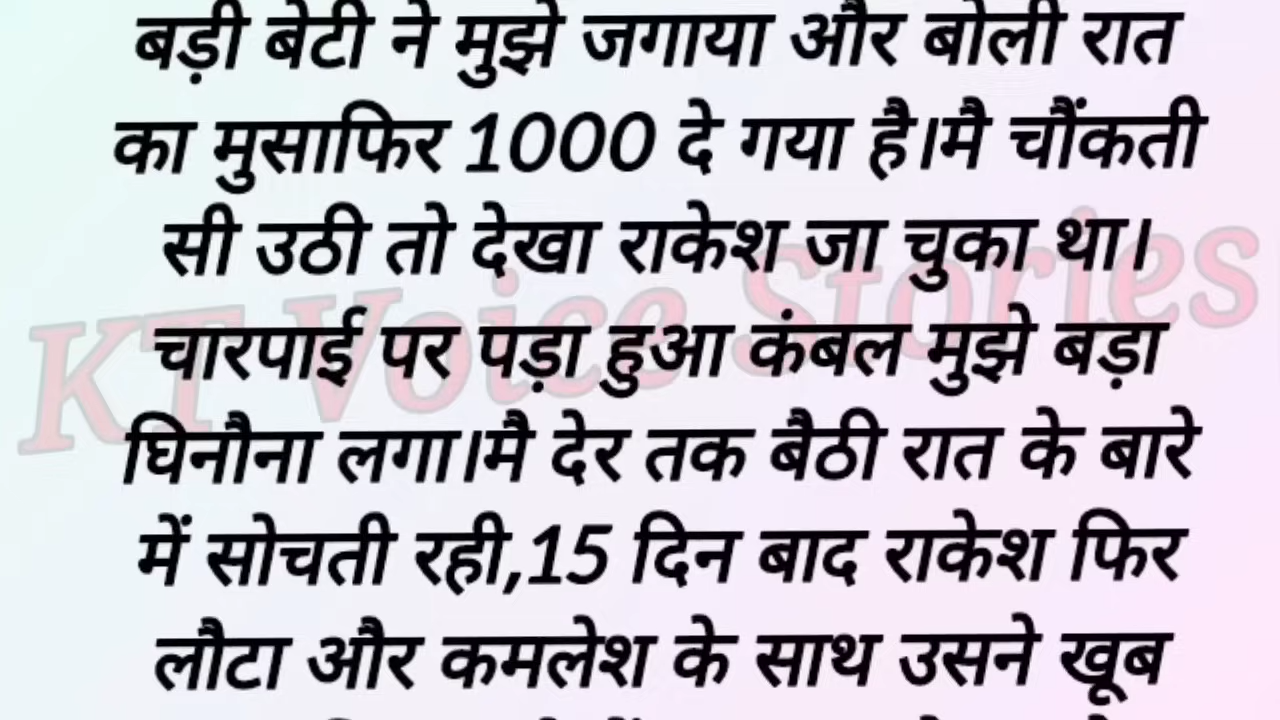 बड़ी बेटी ने मुझे जगाया और बोली रात
का मुसाफिर 1000 दे गया है।मै चौंकती
सी उठी तो देखा राकेश जा चुका था।
चारपाई पर पड़ा हुआ कंबल मुझे बड़ा
घिनौना लगा।मै देर तक बैठी रात के बारे
में सोचती रही,15 दिन बाद राकेश फिर
लौटा और कमलेश के साथ उसने खूब
KT Voice Stories